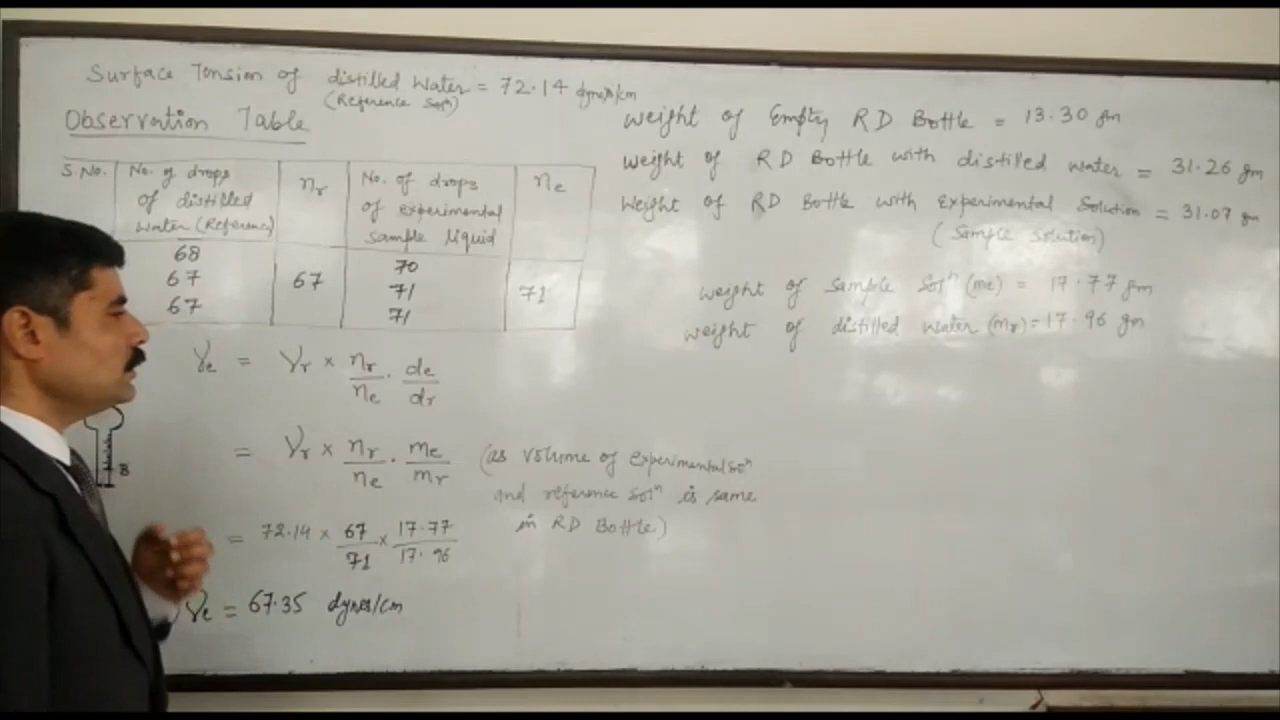 Surface Tension of distilled water = 72.14 dynes/cm
(Reference Solⁿ)
Observation Table
S No.
No. of drops of distilled water (Reference)
nr
No. of drops of experimental sample liquid
ne
68
67
67
67
70
71
71
71
γe = γr × nr/ne . de/dr
= γr × nr/ne . me/mr (as volume of experimental solⁿ
and reference solⁿ is same
in RD Bottle)
= 72.14 × 67/71 × 17.77/17.96
γe = 67.35 dynes/cm
B
weight of Empty RD Bottle = 13.30 gm
weight of RD Bottle with distilled water = 31.26 gm
Weight of RD Bottle with Experimental Solution = 31.07 gm
(Sample solution)
weight of sample Solⁿ (me) = 17.77 gm
weight of distilled water (mr) = 17.96 gm